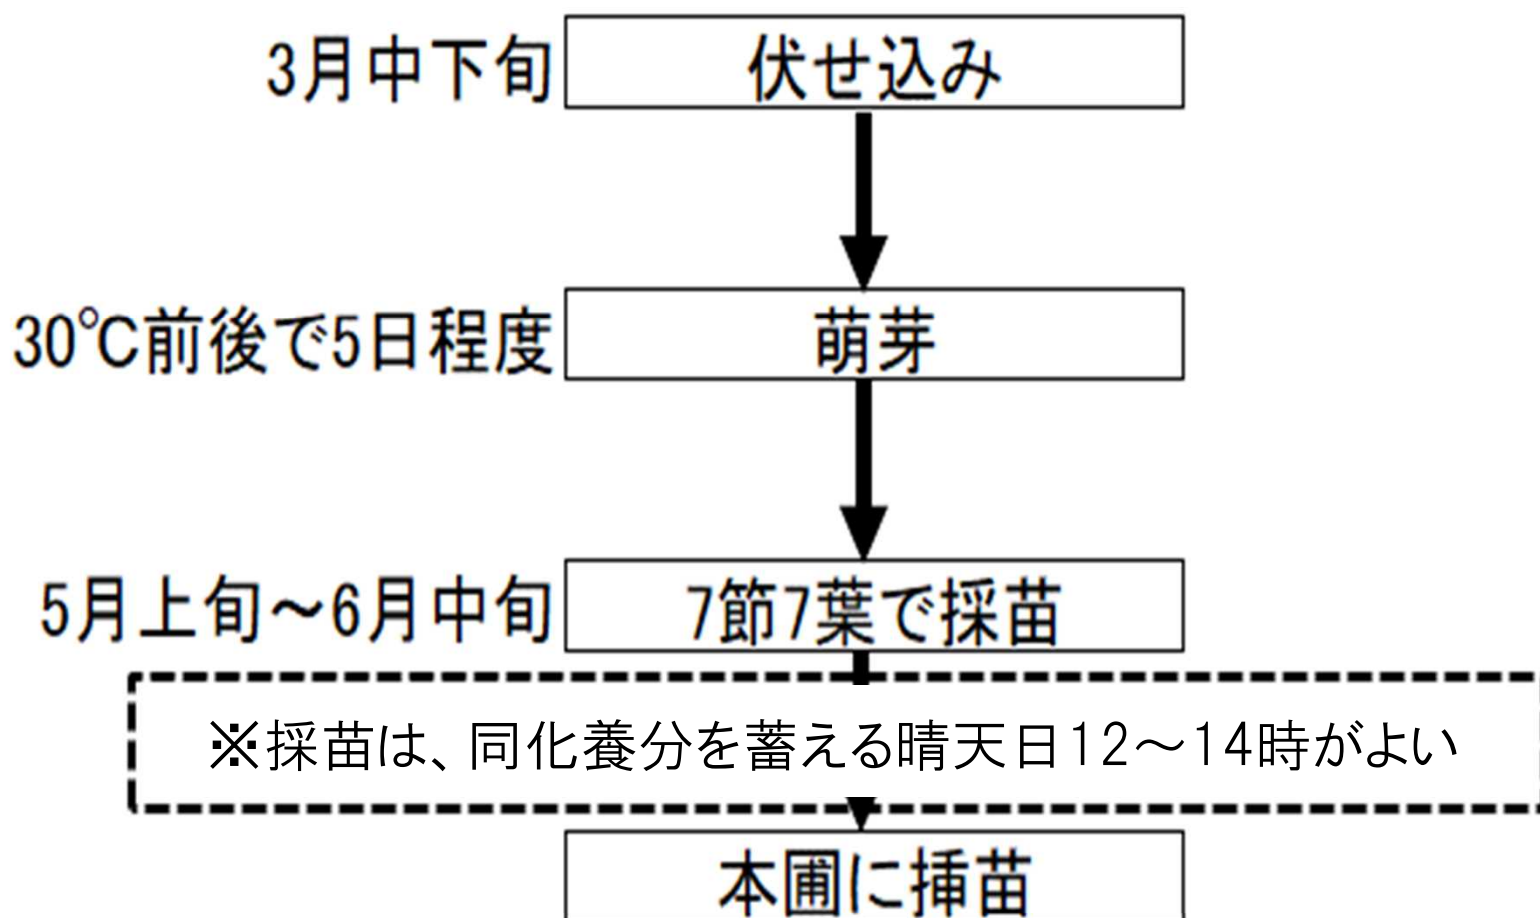 3月中下旬 伏せ込み
30℃前後で5日程度 萌芽
5月上旬～6月中旬 7節7葉で採苗
※採苗は、同化養分を蓄える晴天日12～14時がよい
本圃に挿苗